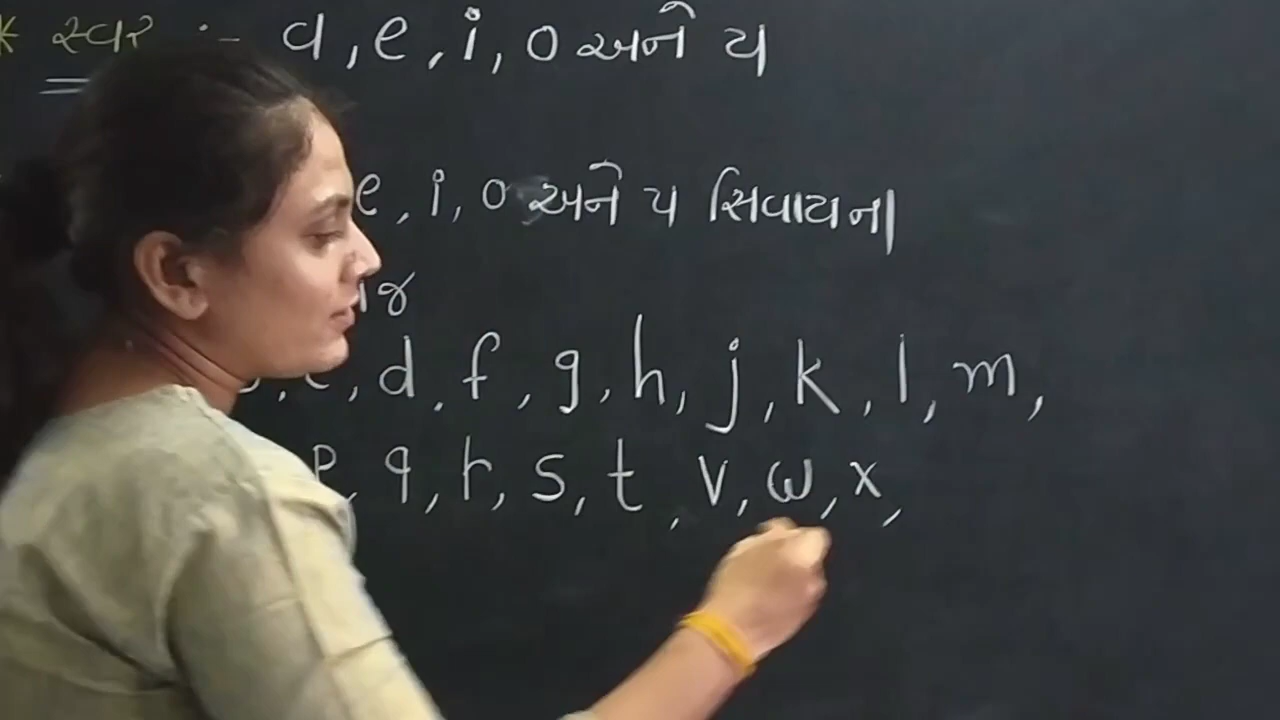 * સ્વર :- a, e, i, o અને ય
e, i, o અને ય સિવાયના
જ
c, d, f, g, h, j, k, l, m,
p, q, r, s, t, v, w, x,